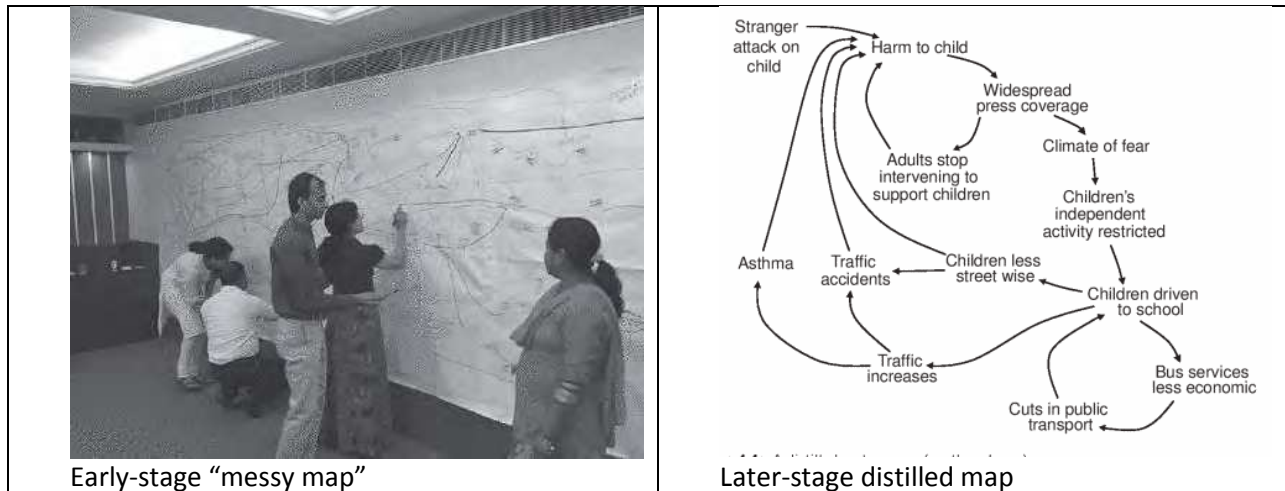 Stranger
attack on
child
Harm to child
Widespread
press coverage
Climate of fear
Adults stop
intervening to
support children
Children's
independent
activity restricted
Asthma
Traffic
accidents
Children less
street wise
Children driven
to school
Traffic
increases
Bus services
less economic
Cuts in public
transport
Early-stage “messy map”
Later-stage distilled map